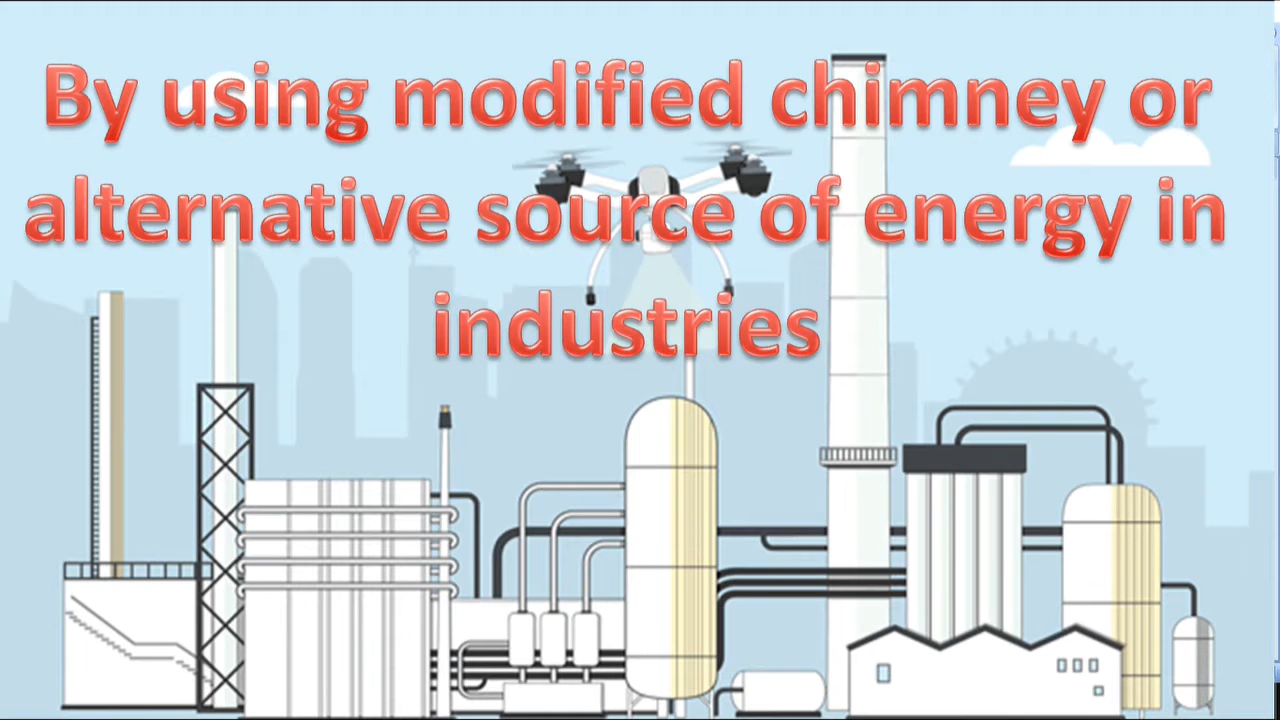 By using modified chimney or
alternative source of energy in
industries